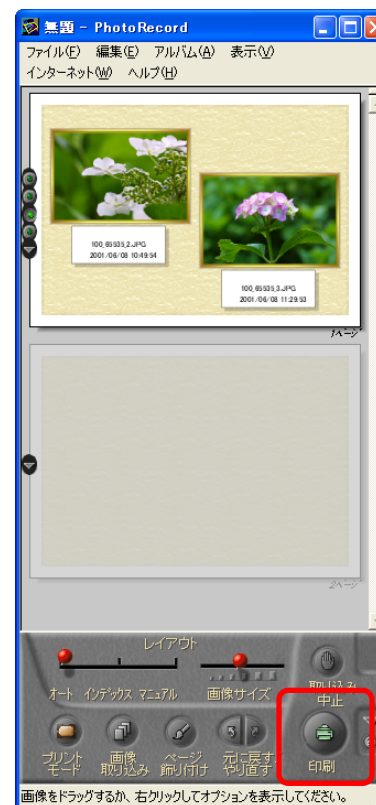 無題 - PhotoRecord
ファイル(F) 編集(E) アルバム(A) 表示(V)
インターネット(W) ヘルプ(H)
100_65535_2.JPG
2001/06/08 10:49:54
100_65535_3.JPG
2001/06/08 11:29:53
1ページ
2ページ
レイアウト
オート インデックス マニュアル 画像サイズ
取り込み
中止
プリント
モード
画像
取り込み
ページ
飾り付け
元に戻す
やり直す
印刷
画像をドラッグするか、右クリックしてオプションを表示してください。